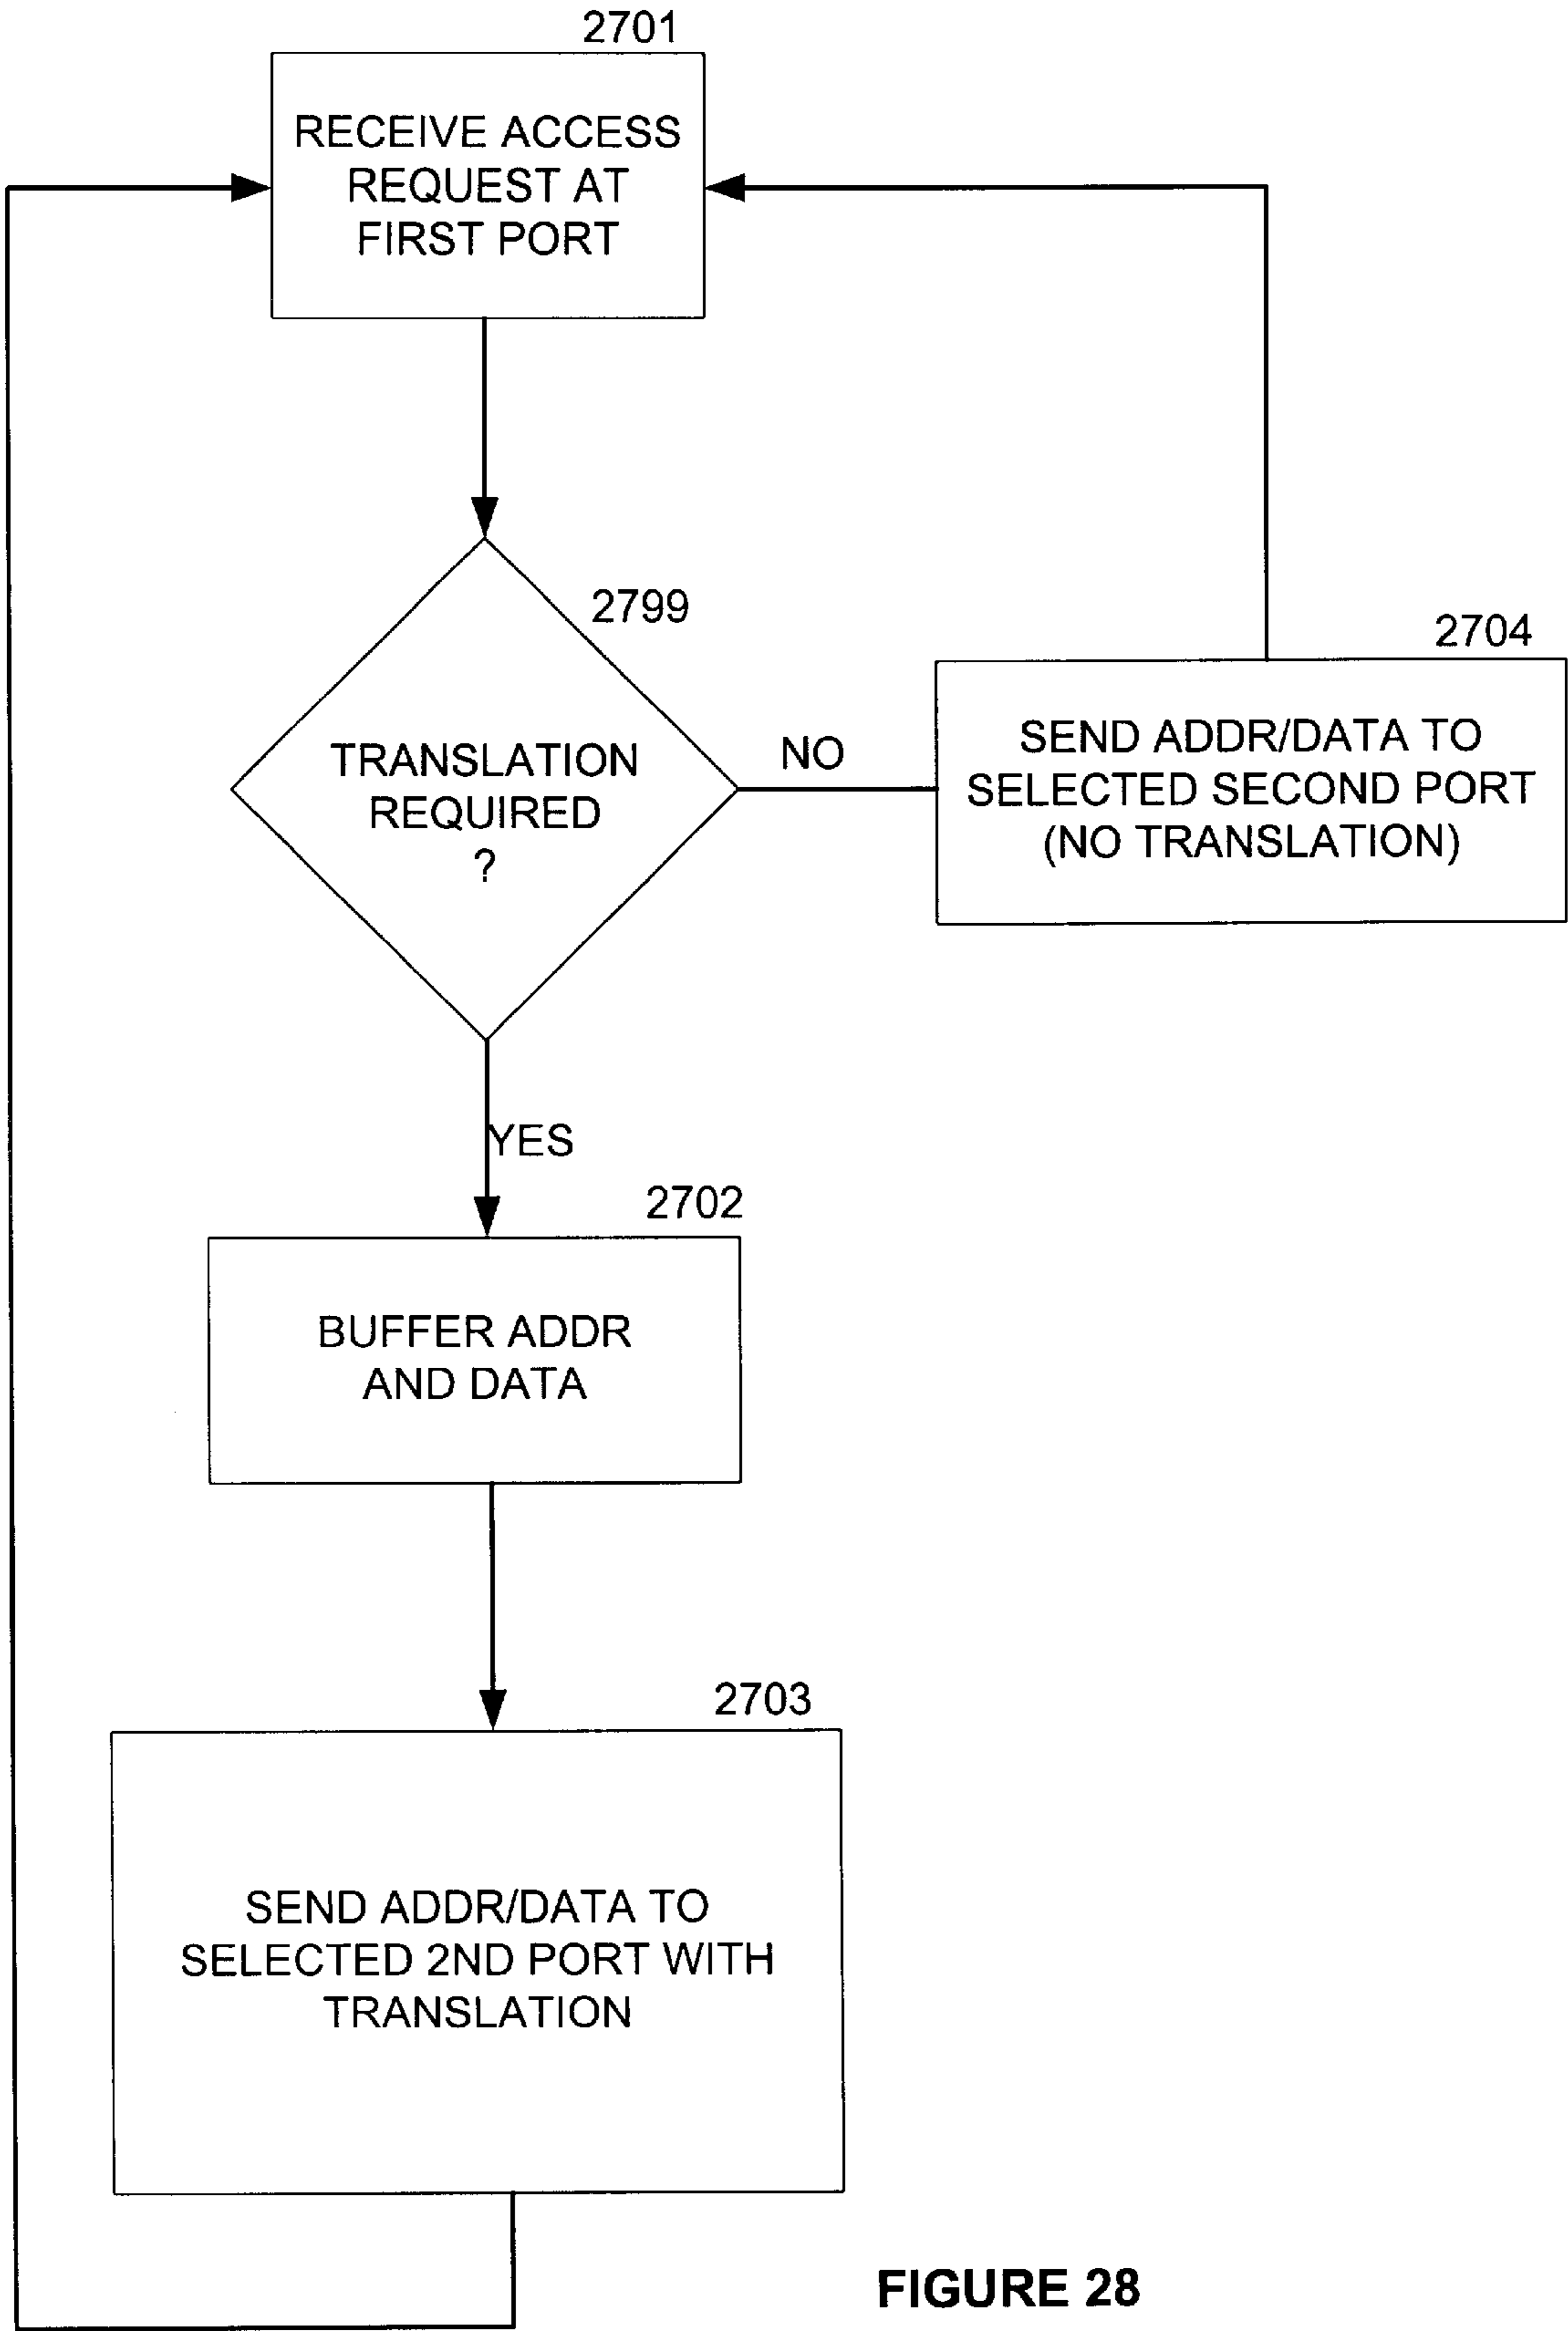 2701
RECEIVE ACCESS
REQUEST AT
FIRST PORT
2799
TRANSLATION
REQUIRED
?
NO
2704
SEND ADDR/DATA TO
SELECTED SECOND PORT
(NO TRANSLATION)
YES
2702
BUFFER ADDR
AND DATA
2703
SEND ADDR/DATA TO
SELECTED 2ND PORT WITH
TRANSLATION
FIGURE 28